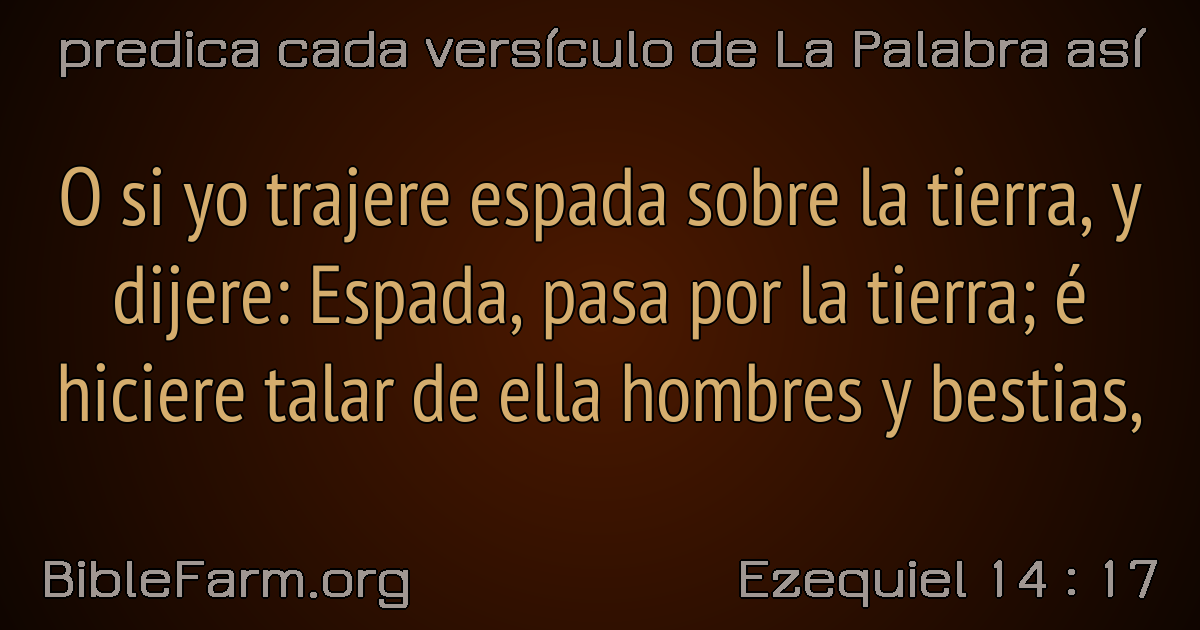 predica cada versículo de La Palabra así
O si yo trajere espada sobre la tierra, y
dijere: Espada, pasa por la tierra; é
hiciere talar de ella hombres y bestias,
BibleFarm.org
Ezequiel 14 : 17